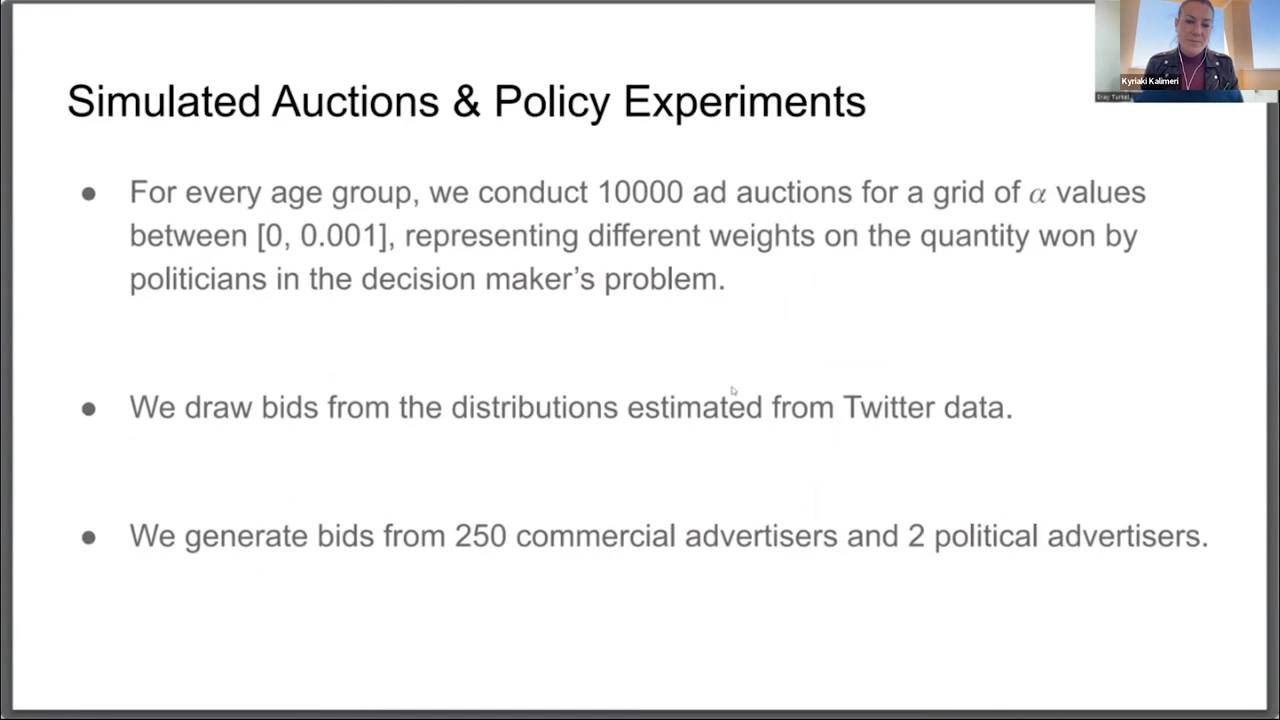 Kyriaki Kalimeri
Eray Turkel
Simulated Auctions & Policy Experiments
● For every age group, we conduct 10000 ad auctions for a grid of α values
between [0, 0.001], representing different weights on the quantity won by
politicians in the decision maker’s problem.
● We draw bids from the distributions estimated from Twitter data.
● We generate bids from 250 commercial advertisers and 2 political advertisers.